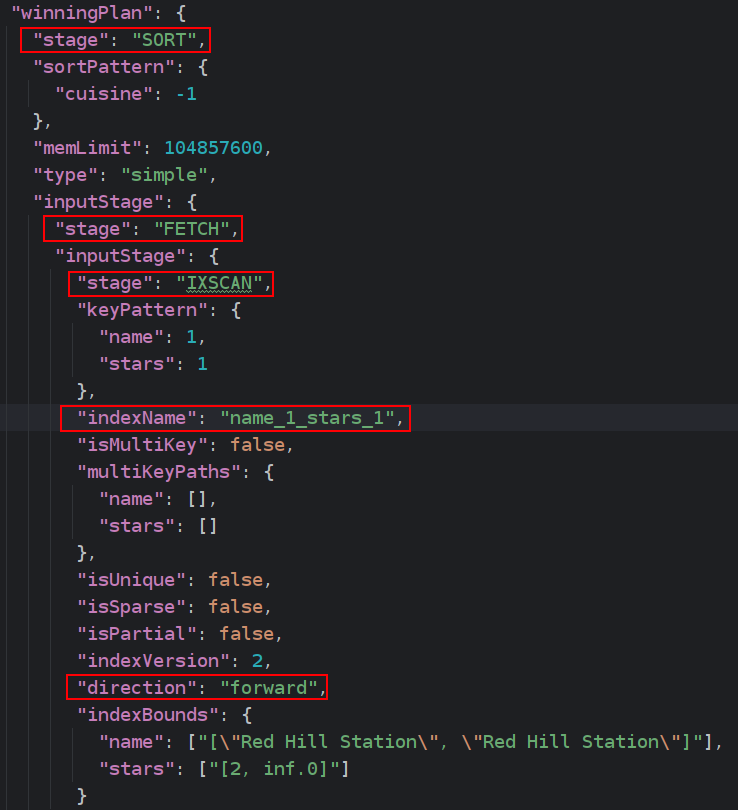 "winningPlan": {
"stage": "SORT",
"sortPattern": {
"cuisine": -1
},
"memLimit": 104857600,
"type": "simple",
"inputStage": {
"stage": "FETCH",
"inputStage": {
"stage": "IXSCAN",
"keyPattern": {
"name": 1,
"stars": 1
},
"indexName": "name_1_stars_1",
"isMultiKey": false,
"multiKeyPaths": {
"name": [],
"stars": []
},
"isUnique": false,
"isSparse": false,
"isPartial": false,
"indexVersion": 2,
"direction": "forward",
"indexBounds": {
"name": ["[\"Red Hill Station\", \"Red Hill Station\"]"],
"stars": ["[2, inf.0]"]
}